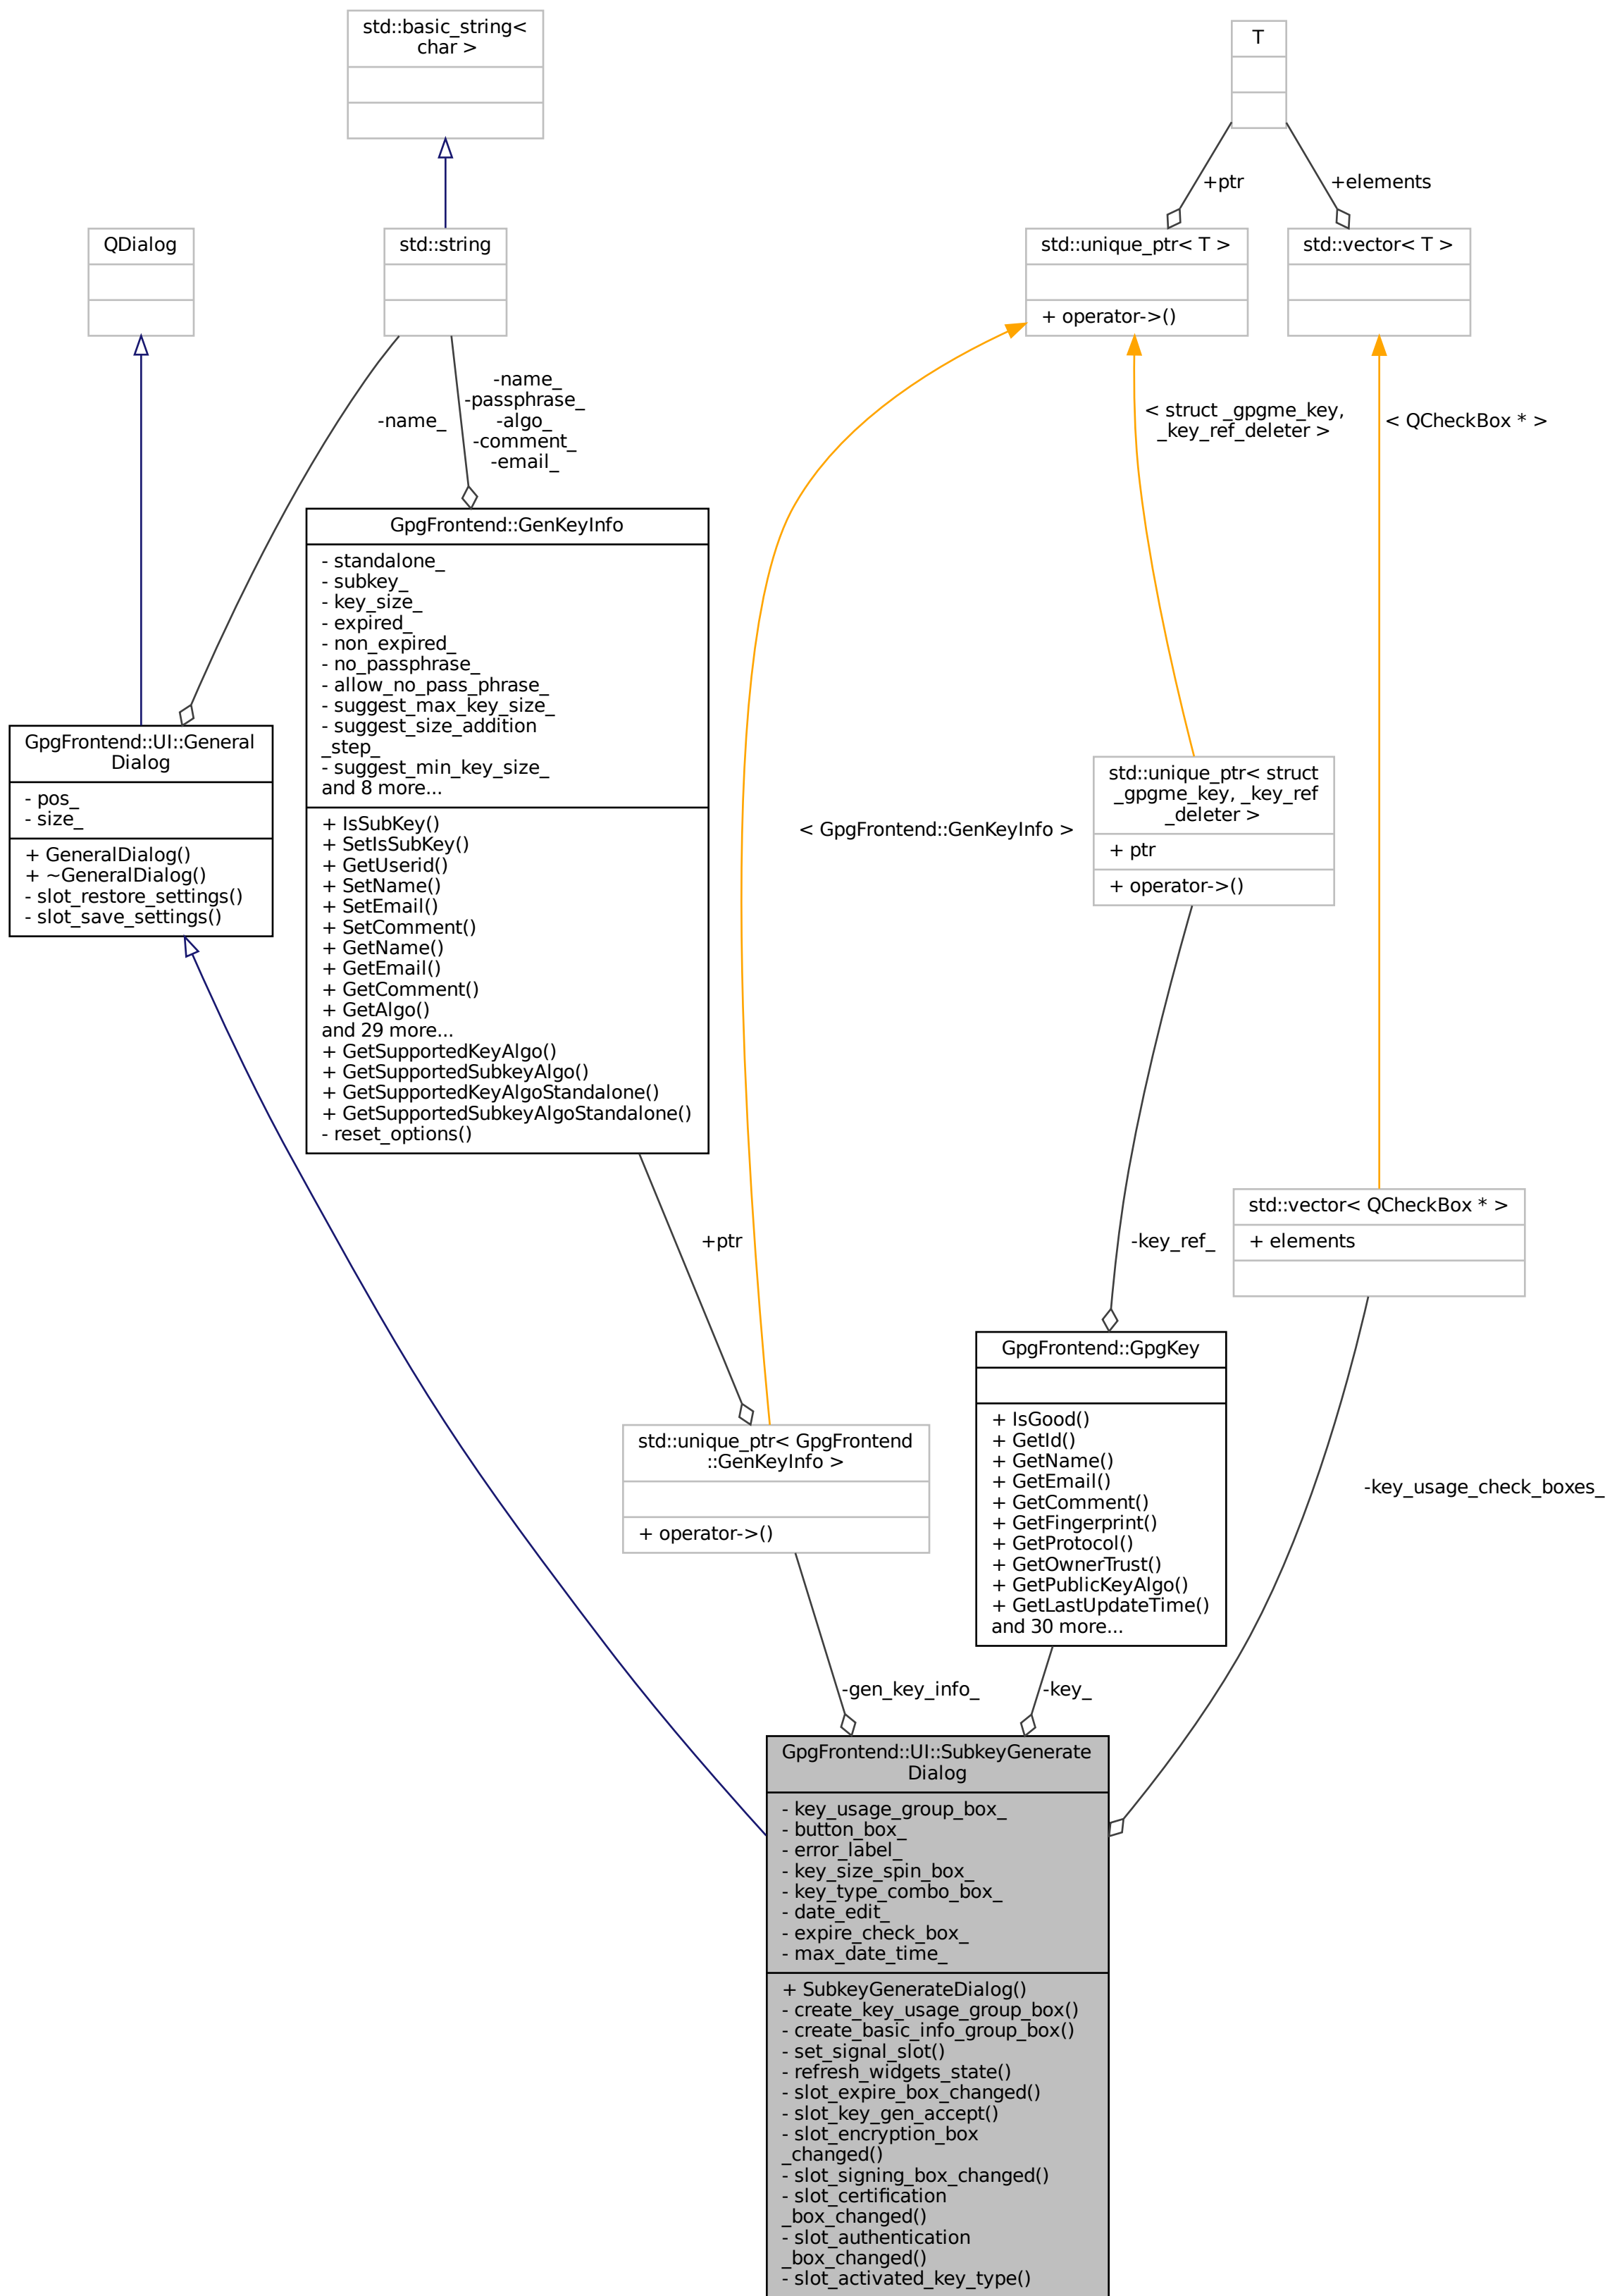 std::basic_string<
char >
T
+ptr
+elements
QDialog
std::string
std::unique_ptr< T >
+ operator->()
std::vector< T >
-name_
-name_
-passphrase_
-algo_
-comment_
-email_
< struct _gpgme_key,
_key_ref_deleter >
< QCheckBox * >
GpgFrontend::GenKeyInfo
- standalone_
- subkey_
- key_size_
- expired_
- non_expired_
- no_passphrase_
- allow_no_pass_phrase_
- suggest_max_key_size_
- suggest_size_addition
_step_
- suggest_min_key_size_
and 8 more...
+ IsSubKey()
+ SetIsSubKey()
+ GetUserid()
+ SetName()
+ SetEmail()
+ SetComment()
+ GetName()
+ GetEmail()
+ GetComment()
+ GetAlgo()
and 29 more...
+ GetSupportedKeyAlgo()
+ GetSupportedSubkeyAlgo()
+ GetSupportedKeyAlgoStandalone()
+ GetSupportedSubkeyAlgoStandalone()
- reset_options()
GpgFrontend::UI::General
Dialog
- pos_
- size_
+ GeneralDialog()
+ ~GeneralDialog()
- slot_restore_settings()
- slot_save_settings()
< GpgFrontend::GenKeyInfo >
std::unique_ptr< struct
_gpgme_key, _key_ref
_deleter >
+ ptr
+ operator->()
+ptr
-key_ref_
std::vector< QCheckBox * >
+ elements
std::unique_ptr< GpgFrontend
::GenKeyInfo >
+ operator->()
GpgFrontend::GpgKey
+ IsGood()
+ GetId()
+ GetName()
+ GetEmail()
+ GetComment()
+ GetFingerprint()
+ GetProtocol()
+ GetOwnerTrust()
+ GetPublicKeyAlgo()
+ GetLastUpdateTime()
and 30 more...
-key_usage_check_boxes_
-gen_key_info_
-key_
GpgFrontend::UI::SubkeyGenerate
Dialog
- key_usage_group_box_
- button_box_
- error_label_
- key_size_spin_box_
- key_type_combo_box_
- date_edit_
- expire_check_box_
- max_date_time_
+ SubkeyGenerateDialog()
- create_key_usage_group_box()
- create_basic_info_group_box()
- set_signal_slot()
- refresh_widgets_state()
- slot_expire_box_changed()
- slot_key_gen_accept()
- slot_encryption_box
_changed()
- slot_signing_box_changed()
- slot_certification
_box_changed()
- slot_authentication
_box_changed()
- slot_activated_key_type()